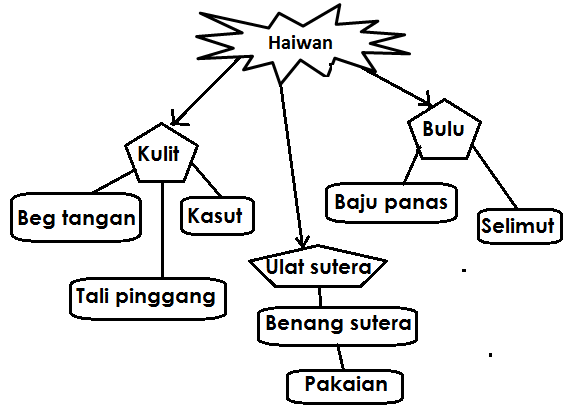 Haiwan
Kulit
Beg tangan
Tali pinggang
Kasut
Ulat sutera
Benang sutera
Pakaian
Bulu
Baju panas
Selimut